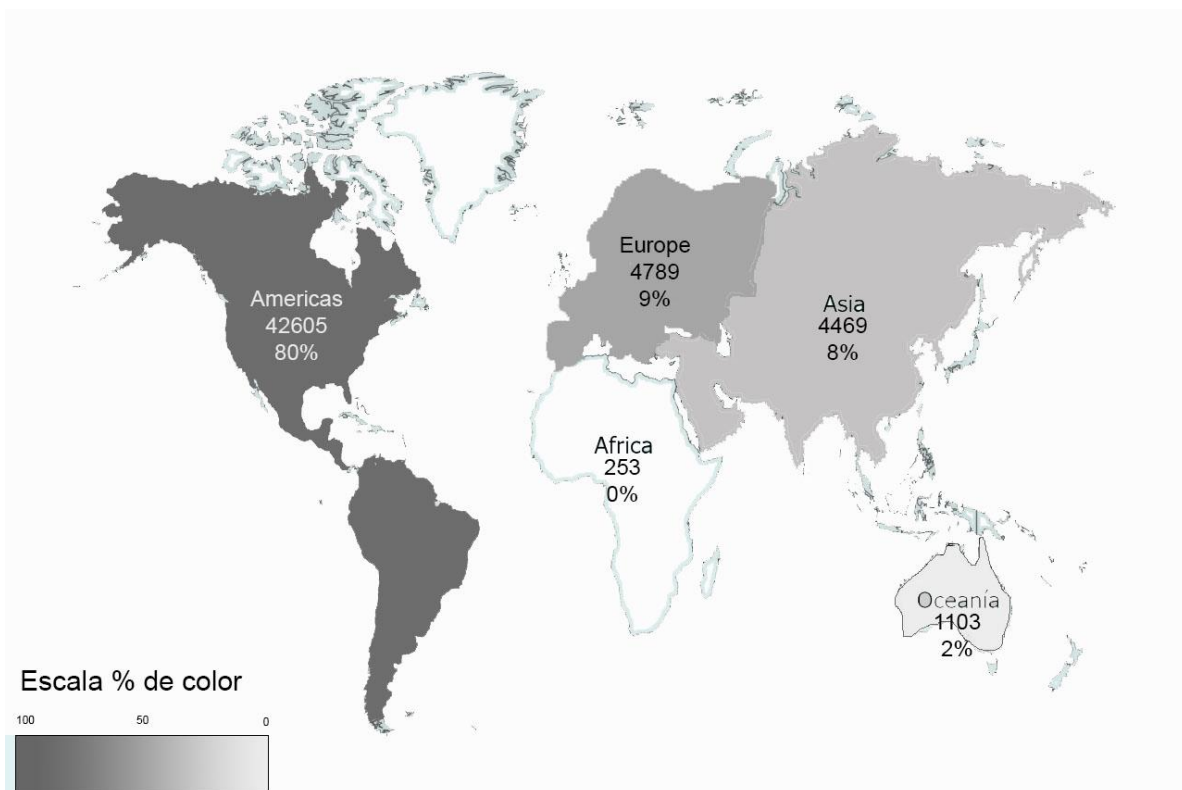 Americas
42605
80%
Europe
4789
9%
Asia
4469
8%
Africa
253
0%
Oceanía
1103
2%
Escala % de color
100 50 0